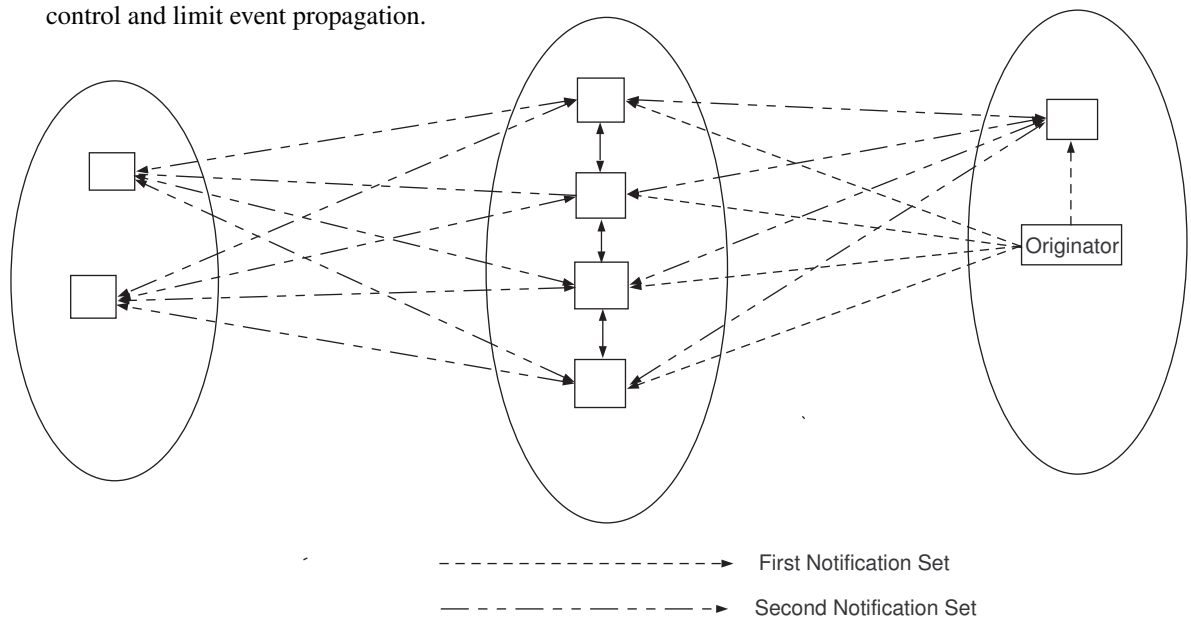 control and limit event propagation.
Originator
First Notification Set
Second Notification Set